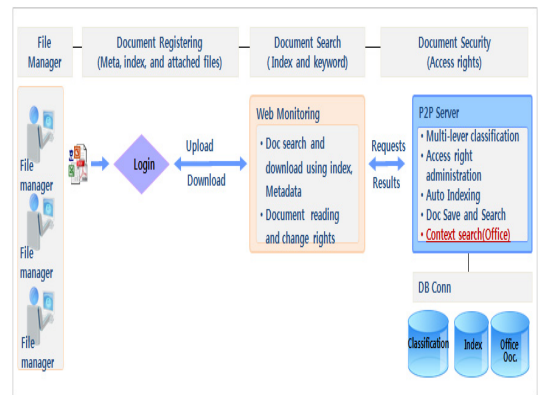 File
Manager
Document Registering
(Meta, index, and attached files)
Document Search
(Index and keyword)
Document Security
(Access rights)
File
manager
File
manager
File
manager
Login
Upload
Download
Web Monitoring
• Doc search and
download using index,
Metadata
• Document reading
and change rights
Requests
Results
P2P Server
• Multi-lever classification
• Access right
administration
• Auto Indexing
• Doc Save and Search
• Context search(Office)
DB Conn
Classification
Index
Office
Ooc.